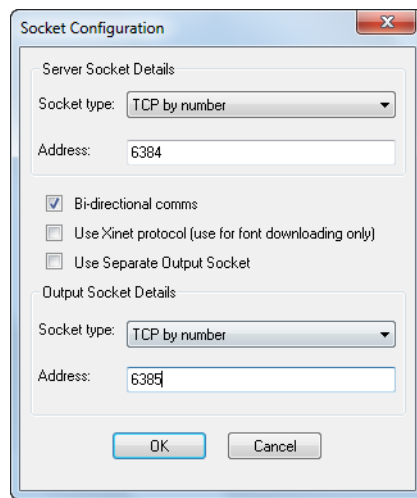 Socket Configuration
Server Socket Details
Socket type: TCP by number
Address: 6384
Bi-directional comms
Use Xinet protocol (use for font downloading only)
Use Separate Output Socket
Output Socket Details
Socket type: TCP by number
Address: 6385
OK Cancel